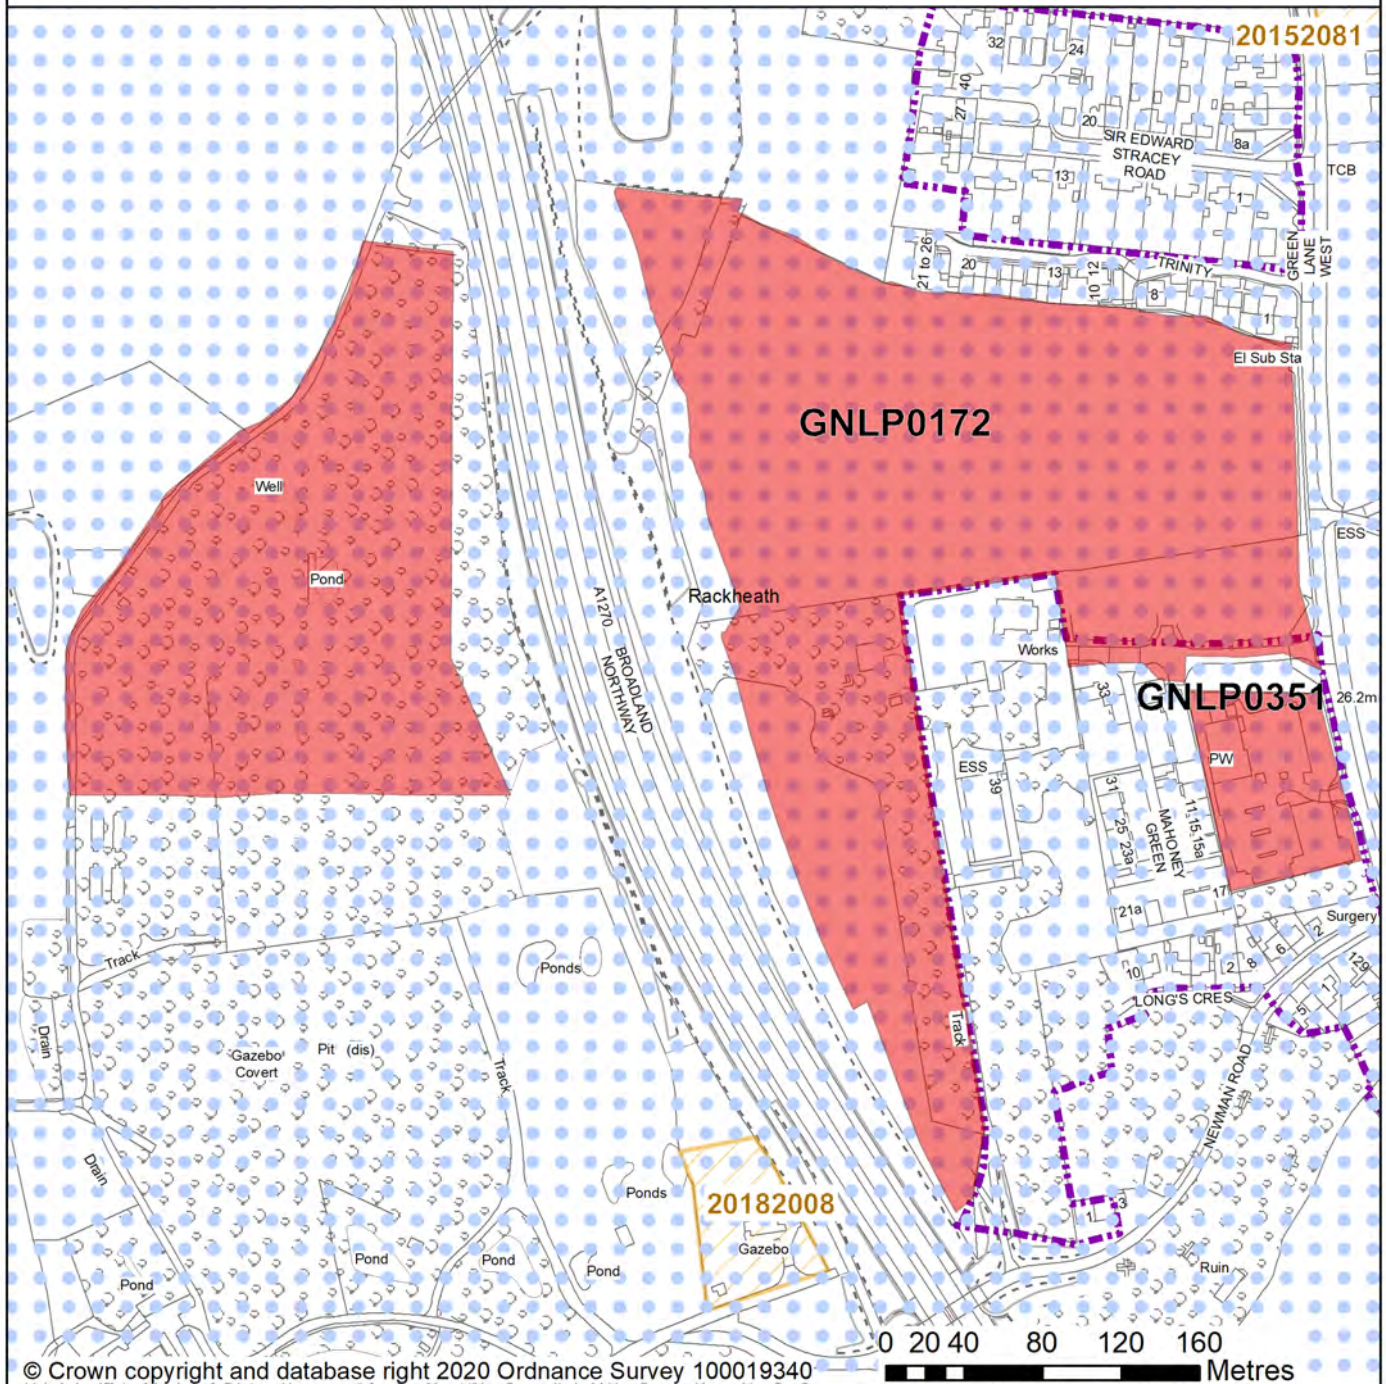 20152081
32
24
40
27
20
SIR EDWARD
STRACEY
ROAD
8a
13
1
TCB
GREEN
LANE
WEST
21 to 26
20
13
10 12
TRINITY
8
1
El Sub Sta
GNLP0172
Well
Pond
ESS
A1270
BROADLAND
NORTHWAY
Rackheath
Works
33
GNLP0351
26.2m
PW
ESS
39
31
25 23a
MAHONEY
GREEN
11,15,15a
17
21a
Surgery
2
6
8
2
10
129
1
5
LONG'S CRES
Track
Ponds
Drain
Gazebo
Covert
Pit (dis)
Track
Track
NEWMAN ROAD
Drain
Ponds
20182008
Gazebo
3
1
Pond
Pond
Pond
Pond
Ruin
0 20 40 80 120 160
Metres
© Crown copyright and database right 2020 Ordnance Survey 100019340